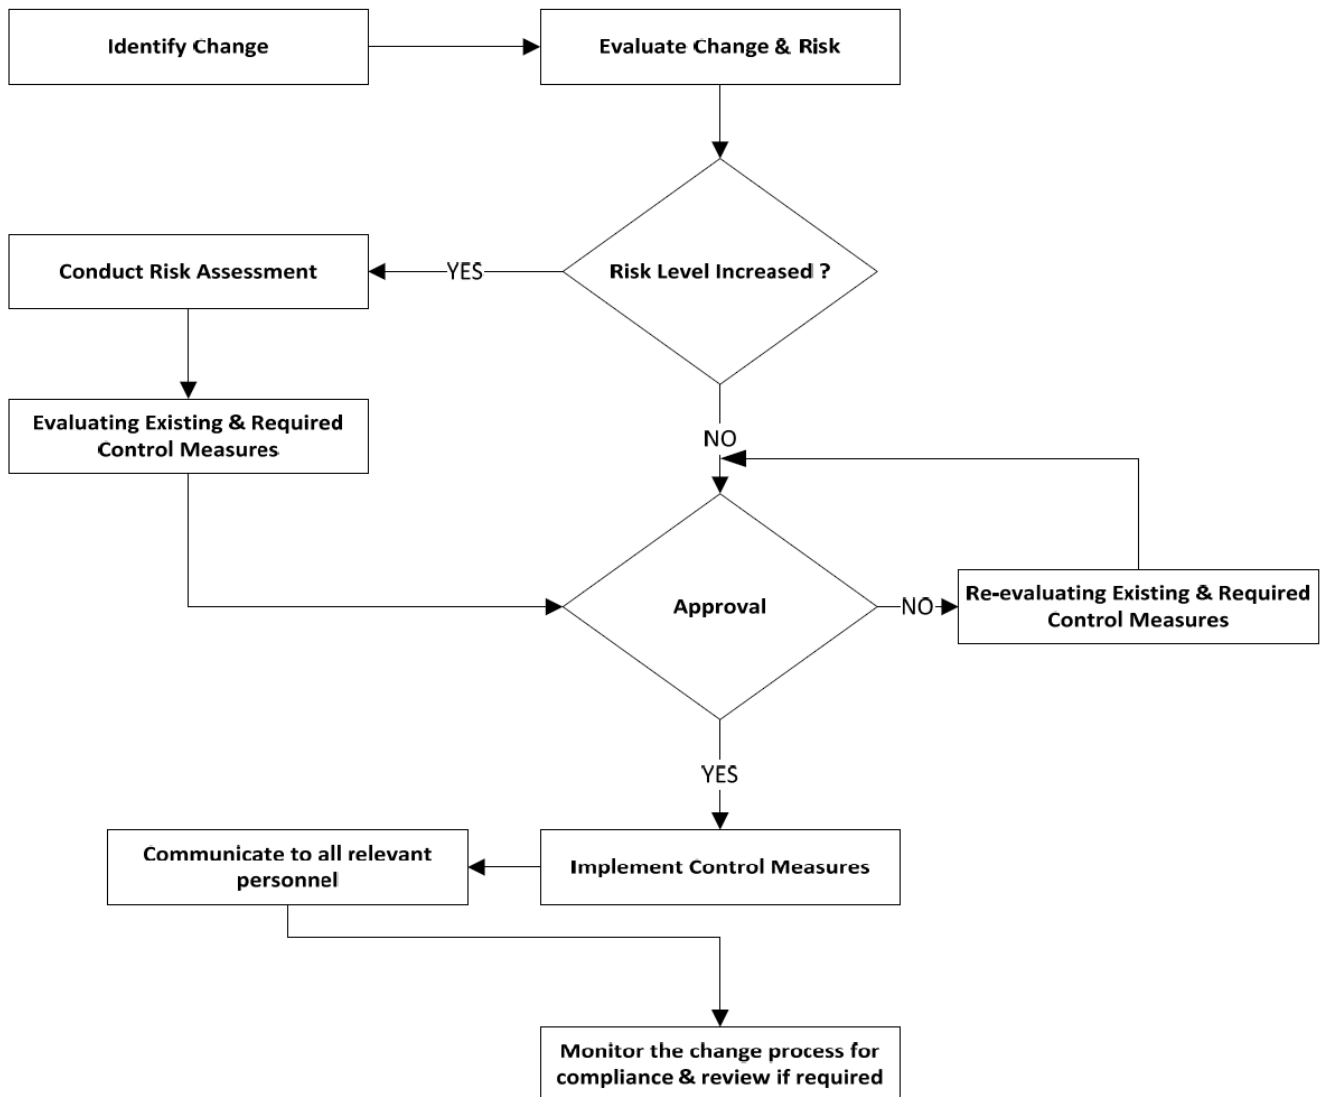 Identify Change
Evaluate Change & Risk
Risk Level Increased ?
YES
Conduct Risk Assessment
Evaluating Existing & Required
Control Measures
NO
Approval
NO
Re-evaluating Existing & Required
Control Measures
YES
Implement Control Measures
Communicate to all relevant
personnel
Monitor the change process for
compliance & review if required